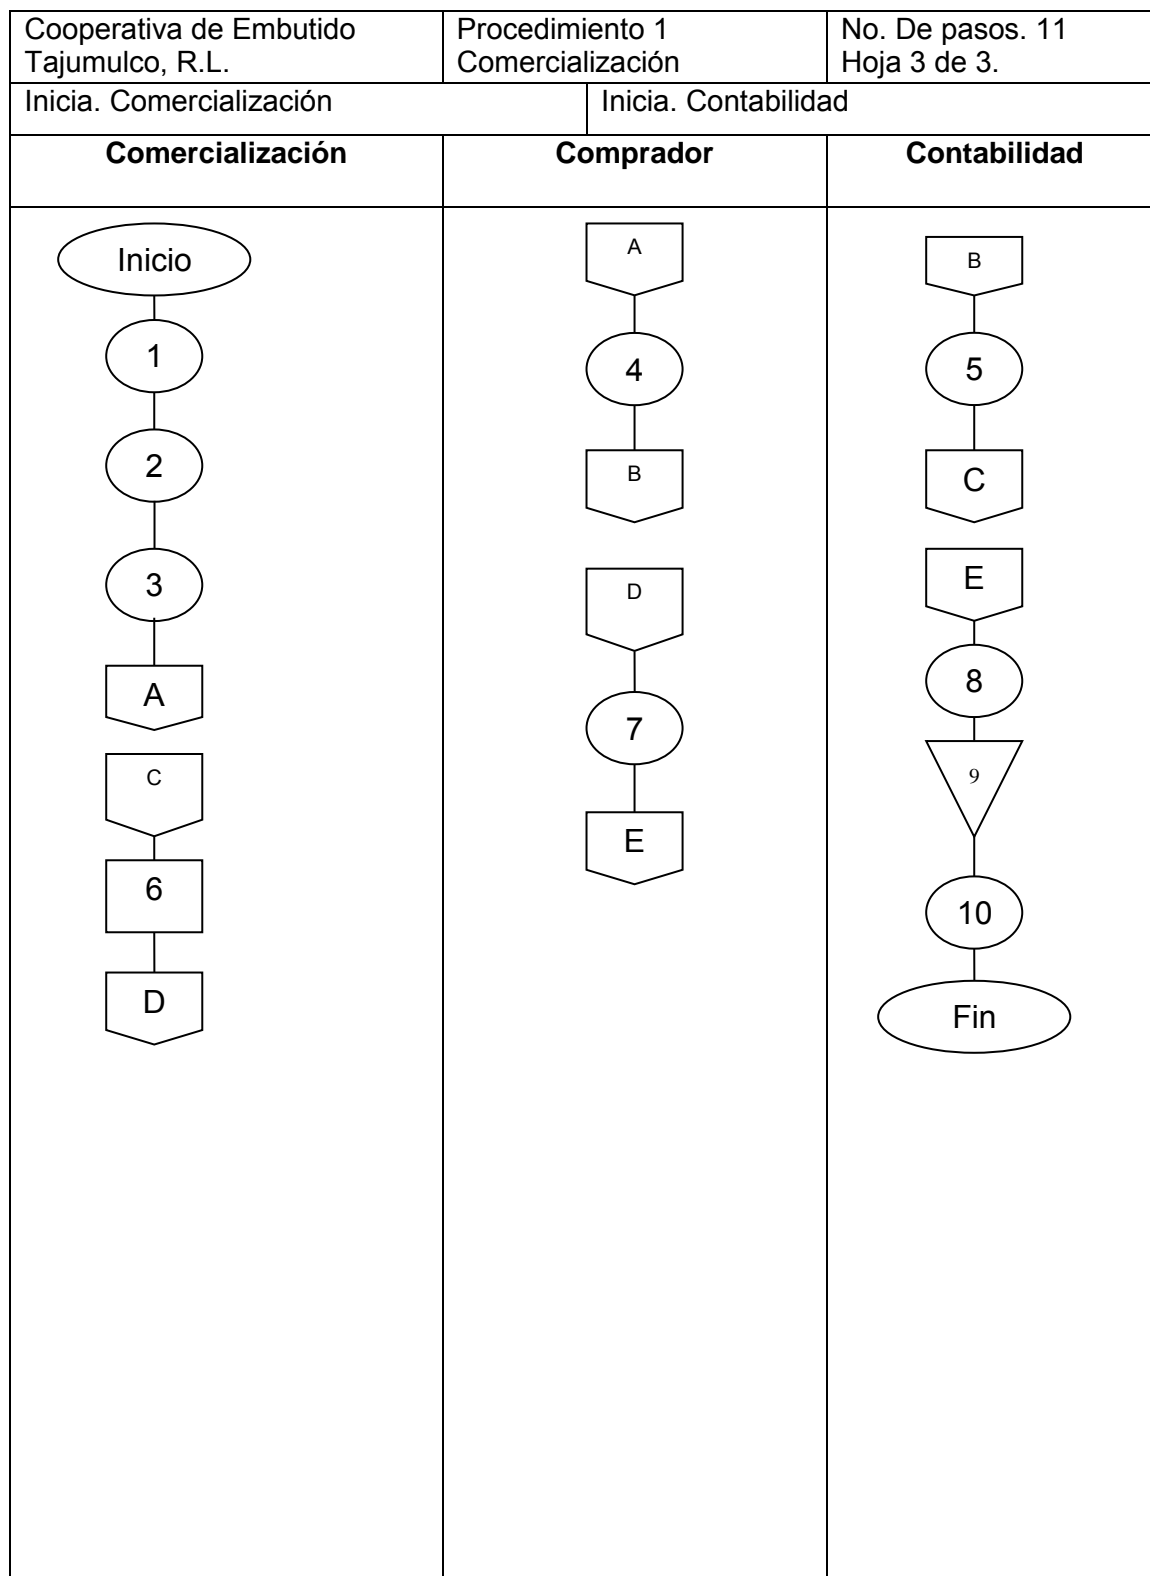 Cooperativa de Embutido
Tajumulco, R.L.
Procedimiento 1
Comercialización
No. De pasos. 11
Hoja 3 de 3.
Inicia. Comercialización
Inicia. Contabilidad
Comercialización
Comprador
Contabilidad
Inicio
1
2
3
A
C
6
D
A
4
B
D
7
E
B
5
C
E
8
9
10
Fin